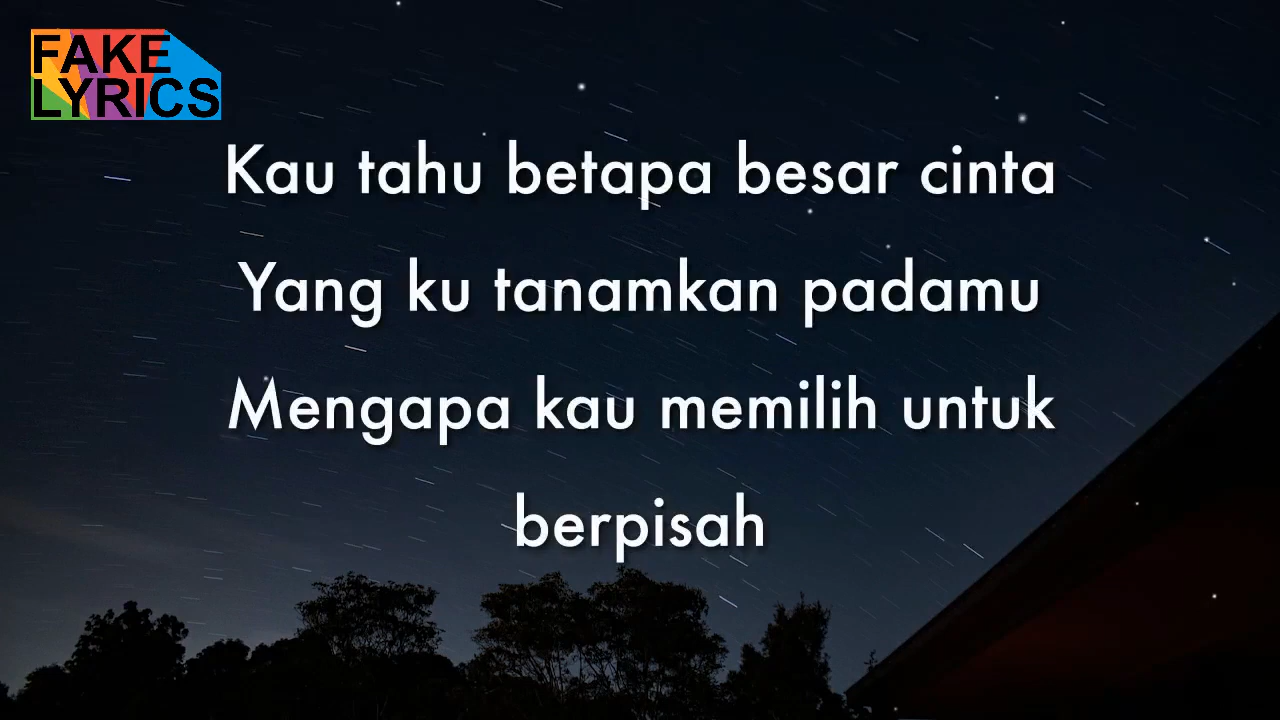 FAKE
LYRICS
Kau tahu betapa besar cinta
Yang ku tanamkan padamu
Mengapa kau memilih untuk
berpisah